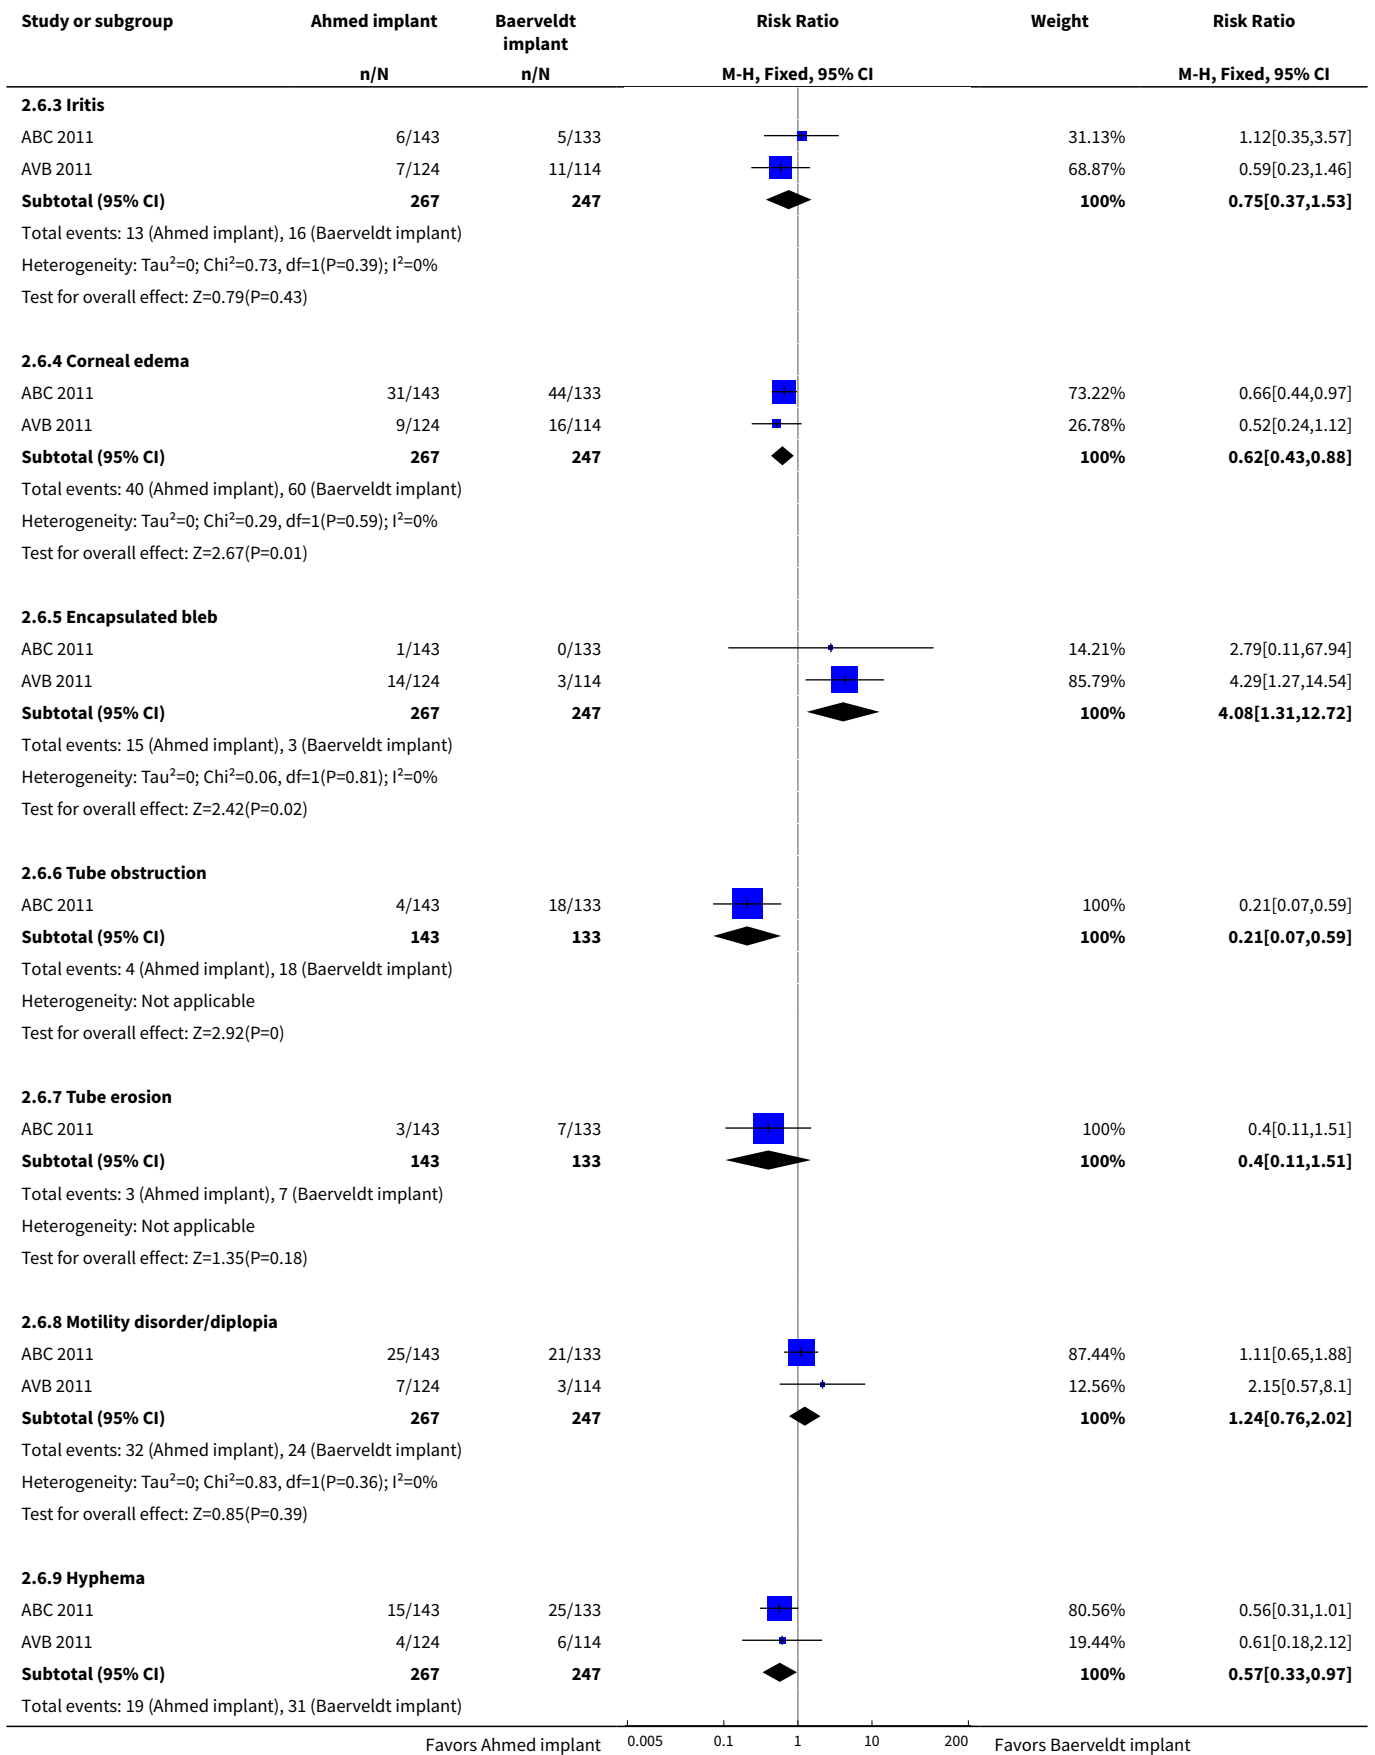 Study or subgroup Ahmed implant Baerveldt implant Risk Ratio Weight Risk Ratio
n/N n/N M-H, Fixed, 95% CI M-H, Fixed, 95% CI
2.6.3 Iritis
ABC 2011 6/143 5/133 31.13% 1.12[0.35,3.57]
AVB 2011 7/124 11/114 68.87% 0.59[0.23,1.46]
Subtotal (95% CI) 267 247 100% 0.75[0.37,1.53]
Total events: 13 (Ahmed implant), 16 (Baerveldt implant)
Heterogeneity: Tau²=0; Chi²=0.73, df=1(P=0.39); I²=0%
Test for overall effect: Z=0.79(P=0.43)
2.6.4 Corneal edema
ABC 2011 31/143 44/133 73.22% 0.66[0.44,0.97]
AVB 2011 9/124 16/114 26.78% 0.52[0.24,1.12]
Subtotal (95% CI) 267 247 100% 0.62[0.43,0.88]
Total events: 40 (Ahmed implant), 60 (Baerveldt implant)
Heterogeneity: Tau²=0; Chi²=0.29, df=1(P=0.59); I²=0%
Test for overall effect: Z=2.67(P=0.01)
2.6.5 Encapsulated bleb
ABC 2011 1/143 0/133 14.21% 2.79[0.11,67.94]
AVB 2011 14/124 3/114 85.79% 4.29[1.27,14.54]
Subtotal (95% CI) 267 247 100% 4.08[1.31,12.72]
Total events: 15 (Ahmed implant), 3 (Baerveldt implant)
Heterogeneity: Tau²=0; Chi²=0.06, df=1(P=0.81); I²=0%
Test for overall effect: Z=2.42(P=0.02)
2.6.6 Tube obstruction
ABC 2011 4/143 18/133 100% 0.21[0.07,0.59]
Subtotal (95% CI) 143 133 100% 0.21[0.07,0.59]
Total events: 4 (Ahmed implant), 18 (Baerveldt implant)
Heterogeneity: Not applicable
Test for overall effect: Z=2.92(P=0)
2.6.7 Tube erosion
ABC 2011 3/143 7/133 100% 0.4[0.11,1.51]
Subtotal (95% CI) 143 133 100% 0.4[0.11,1.51]
Total events: 3 (Ahmed implant), 7 (Baerveldt implant)
Heterogeneity: Not applicable
Test for overall effect: Z=1.35(P=0.18)
2.6.8 Motility disorder/diplopia
ABC 2011 25/143 21/133 87.44% 1.11[0.65,1.88]
AVB 2011 7/124 3/114 12.56% 2.15[0.57,8.1]
Subtotal (95% CI) 267 247 100% 1.24[0.76,2.02]
Total events: 32 (Ahmed implant), 24 (Baerveldt implant)
Heterogeneity: Tau²=0; Chi²=0.83, df=1(P=0.36); I²=0%
Test for overall effect: Z=0.85(P=0.39)
2.6.9 Hyphema
ABC 2011 15/143 25/133 80.56% 0.56[0.31,1.01]
AVB 2011 4/124 6/114 19.44% 0.61[0.18,2.12]
Subtotal (95% CI) 267 247 100% 0.57[0.33,0.97]
Total events: 19 (Ahmed implant), 31 (Baerveldt implant)
Favors Ahmed implant 0.005 0.1 1 10 200 Favors Baerveldt implant